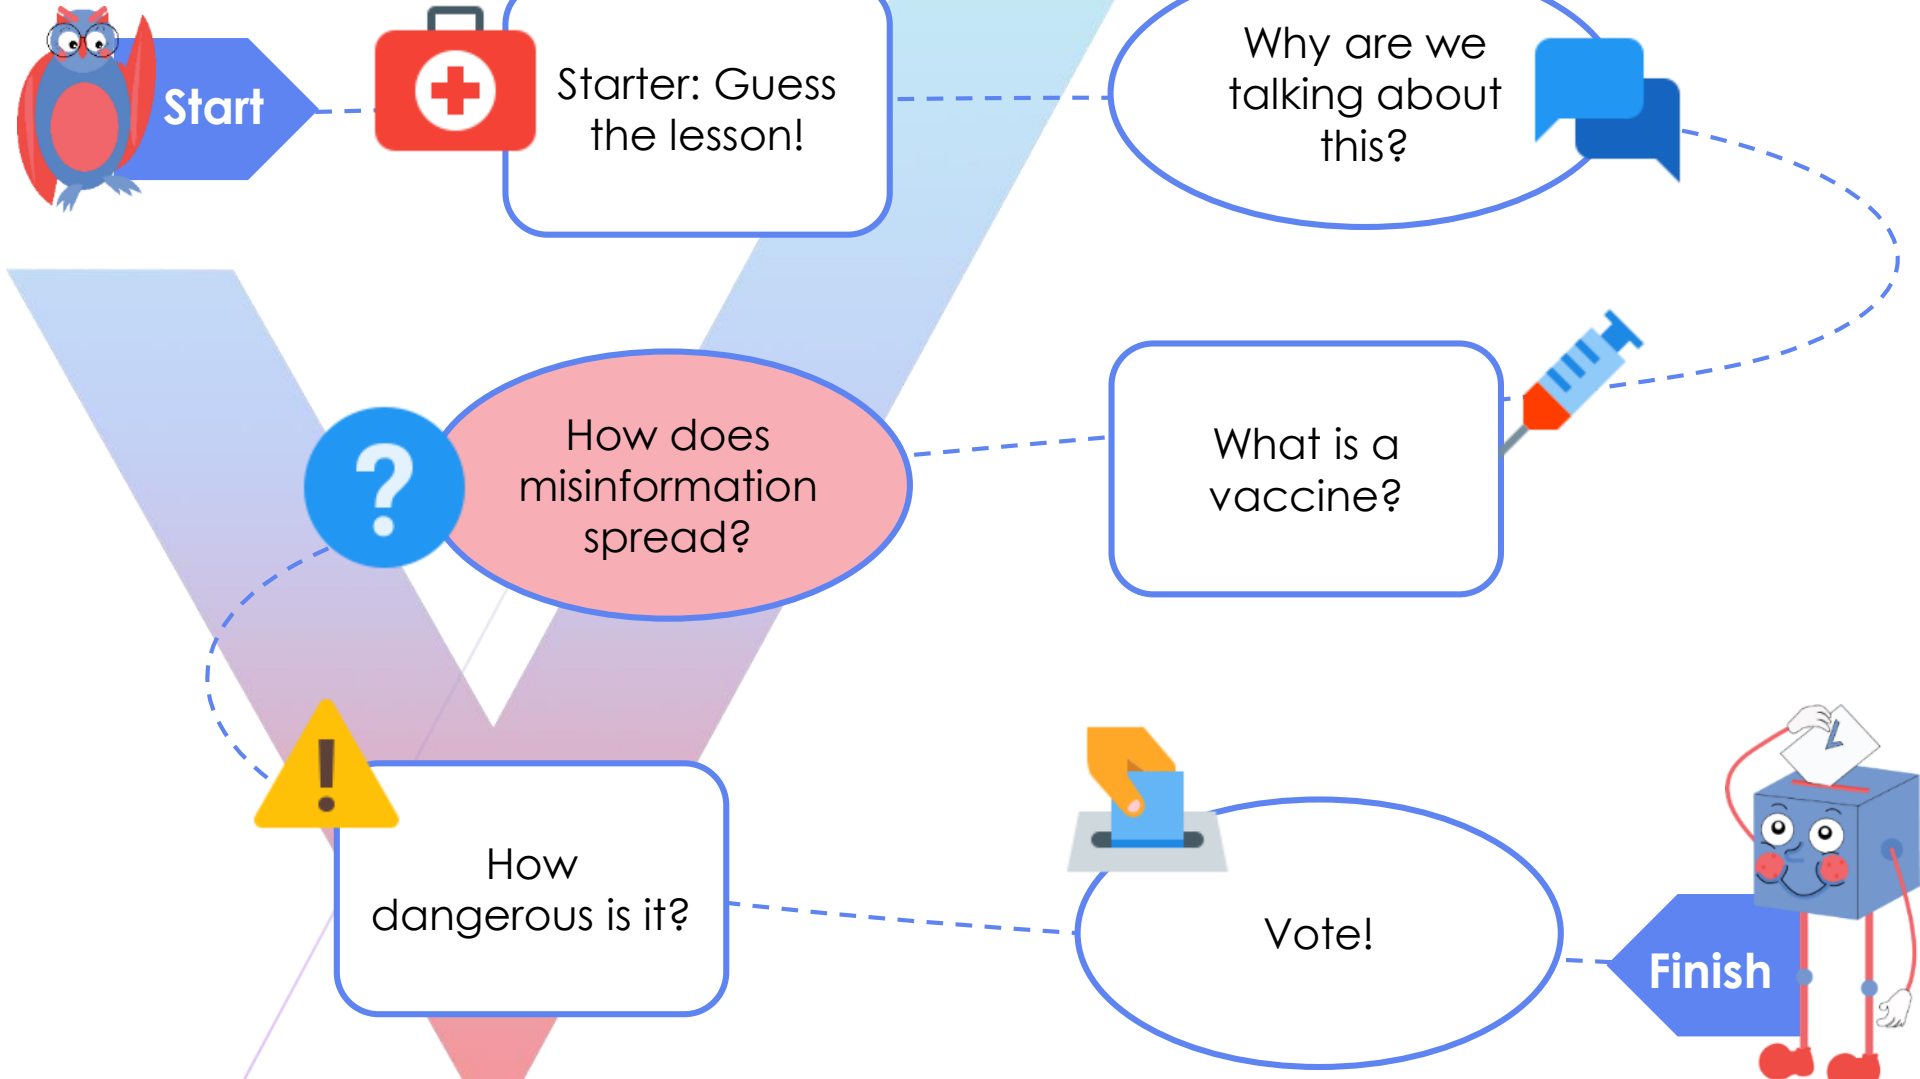 Start
Starter: Guess
the lesson!
Why are we
talking about
this?
What is a
vaccine?
How does
misinformation
spread?
How
dangerous is it?
Vote!
Finish